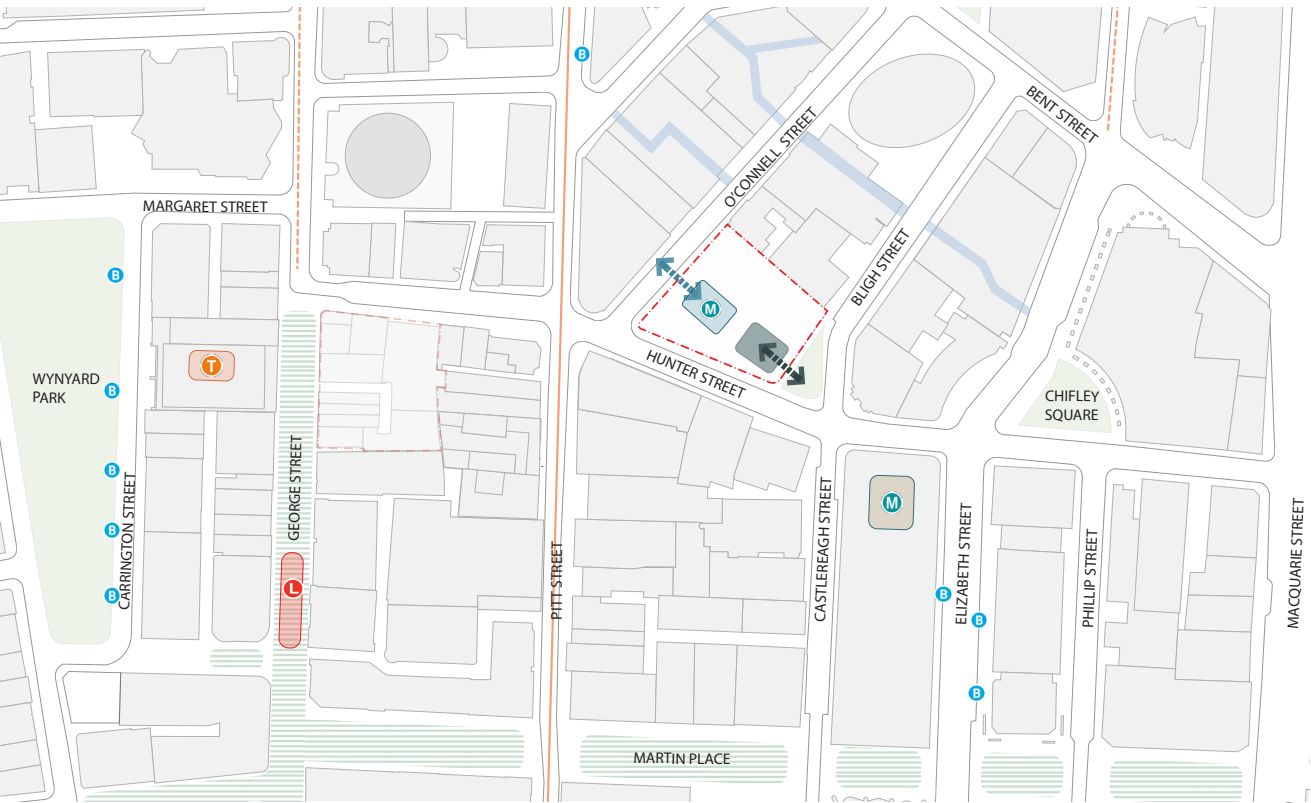 B
BENT STREET
O'CONNELL STREET
MARGARET STREET
B
BLIGH STREET
M
T
HUNTER STREET
WYNYARD
PARK
B
CHIFLEY
SQUARE
GEORGE STREET
B
M
CARRINGTON STREET
B
CASTLEREAGH STREET
ELIZABETH STREET
PHILLIP STREET
MACQUARIE STREET
PITT STREET
L
B
B
B
B
MARTIN PLACE